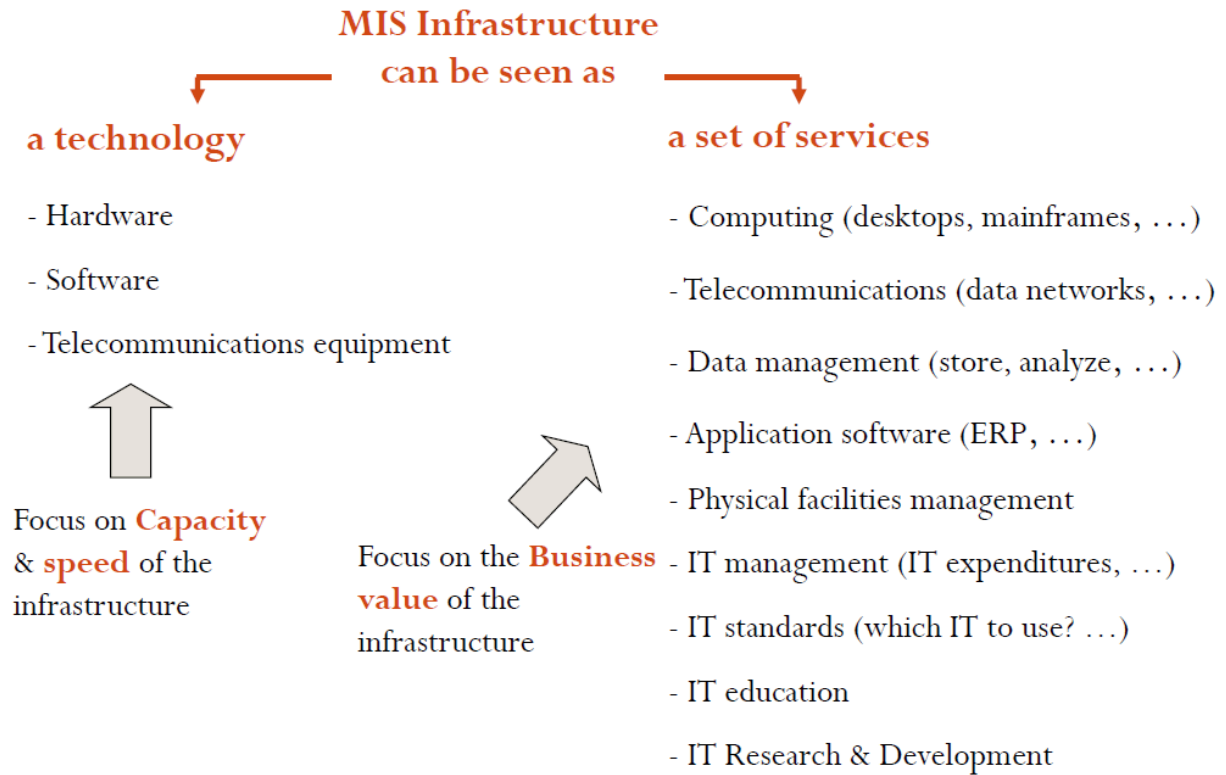 MIS Infrastructure
can be seen as
a technology
- Hardware
- Software
- Telecommunications equipment
Focus on Capacity
& speed of the
infrastructure
Focus on the Business
value of the
infrastructure
a set of services
- Computing (desktops, mainframes, …)
- Telecommunications (data networks, …)
- Data management (store, analyze, …)
- Application software (ERP, …)
- Physical facilities management
- IT management (IT expenditures, …)
- IT standards (which IT to use? …)
- IT education
- IT Research & Development